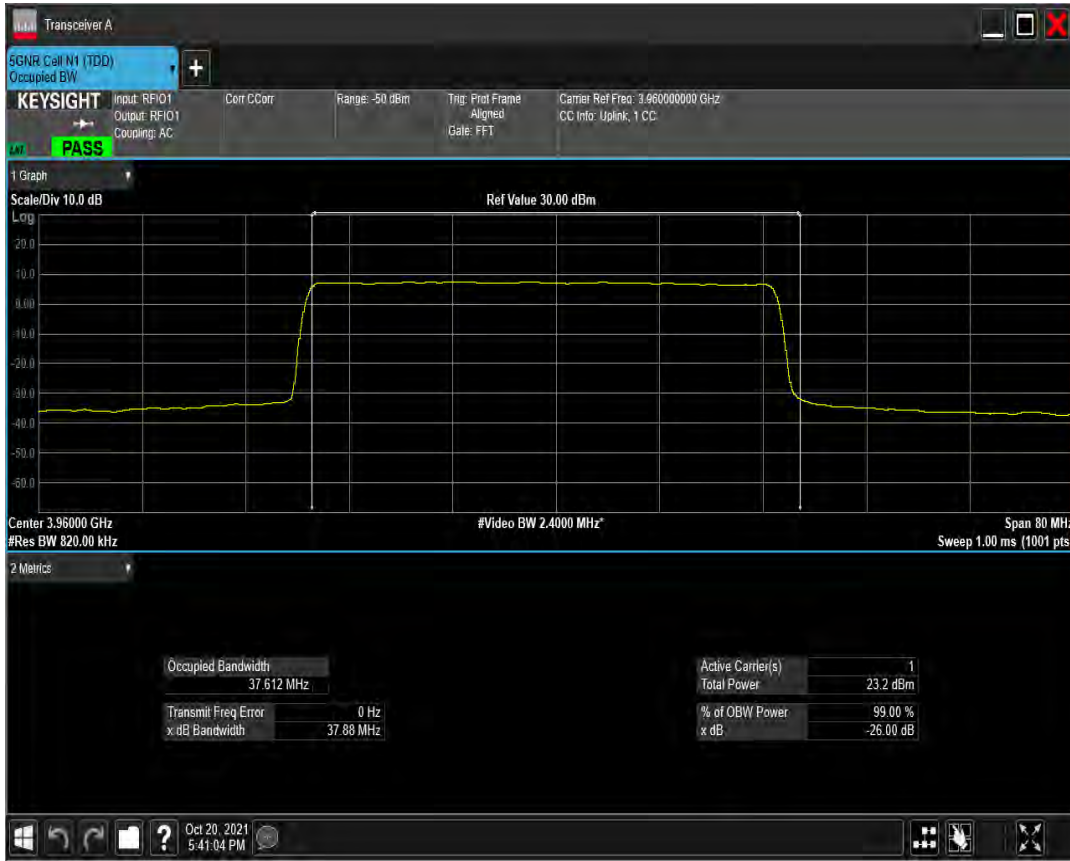 Transceiver A
5GNR Cell N1 (TDD)
Occupied BW
KEYSIGHT
Input: RFIO1
Output: RFIO1
Coupling: AC
Corr CCorr
Range: -50 dBm
Trig: Prot Frame
Aligned
Gate: FFT
Carrier Ref Freq: 3.960000000 GHz
CC Info: Uplink, 1 CC
PASS
1 Graph
Scale/Div 10.0 dB
Ref Value 30.00 dBm
Log
20.0
10.0
0.00
-10.0
-20.0
-30.0
-40.0
-50.0
-60.0
Center 3.96000 GHz
#Video BW 2.4000 MHz*
Span 80 MHz
#Res BW 820.00 kHz
Sweep 1.00 ms (1001 pts
2 Metrics
Occupied Bandwidth
37.612 MHz
Transmit Freq Error 0 Hz
x dB Bandwidth 37.88 MHz
Active Carrier(s) 1
Total Power 23.2 dBm
% of OBW Power 99.00 %
x dB -26.00 dB
?
Oct 20, 2021
5:41:04 PM